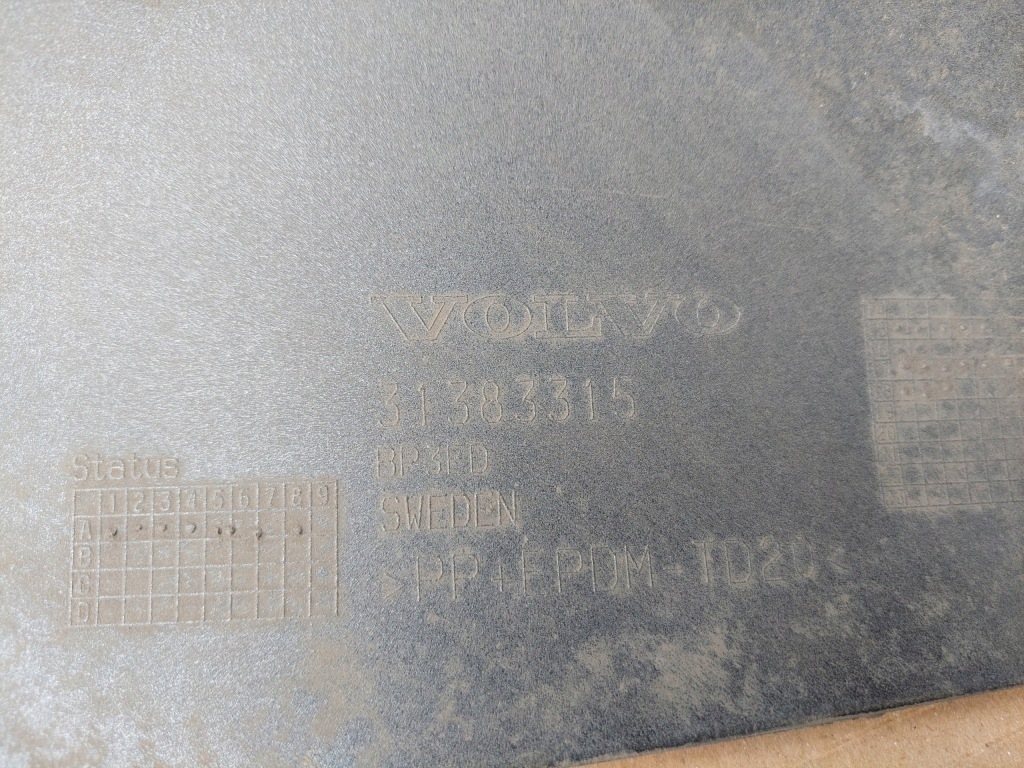 VOLVO
31383315
SWEDEN
>PP+EPDM-TD20<
Status
1 2 3 4 5 6 7 8 9
A
B
C
D